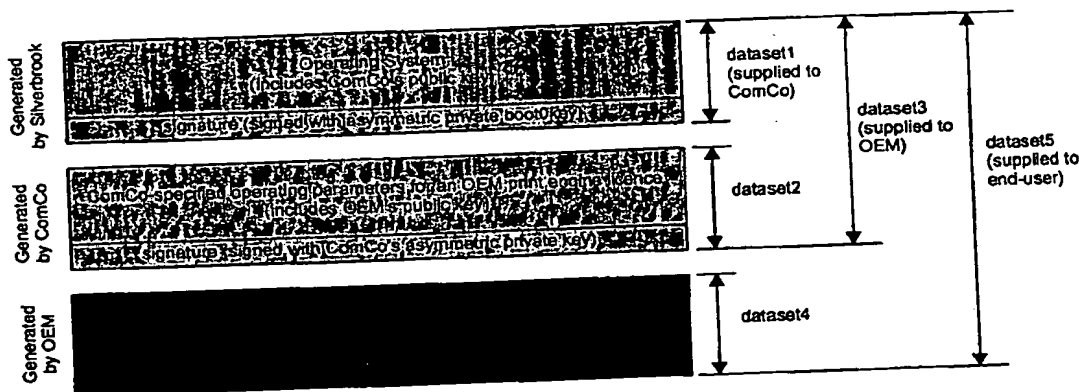 Generated
by Silverbrook
Operating System
(includes ComCo's public key)
signature (signed with asymmetric private boot0key)
dataset1
(supplied to
ComCo)
dataset3
(supplied to
OEM)
dataset5
(supplied to
end-user)
Generated
by ComCo
ComCo-specified operating parameters for an OEM print engine licence
(includes OEM's public key)
signature (signed with ComCo's asymmetric private key)
dataset2
Generated
by OEM
dataset4